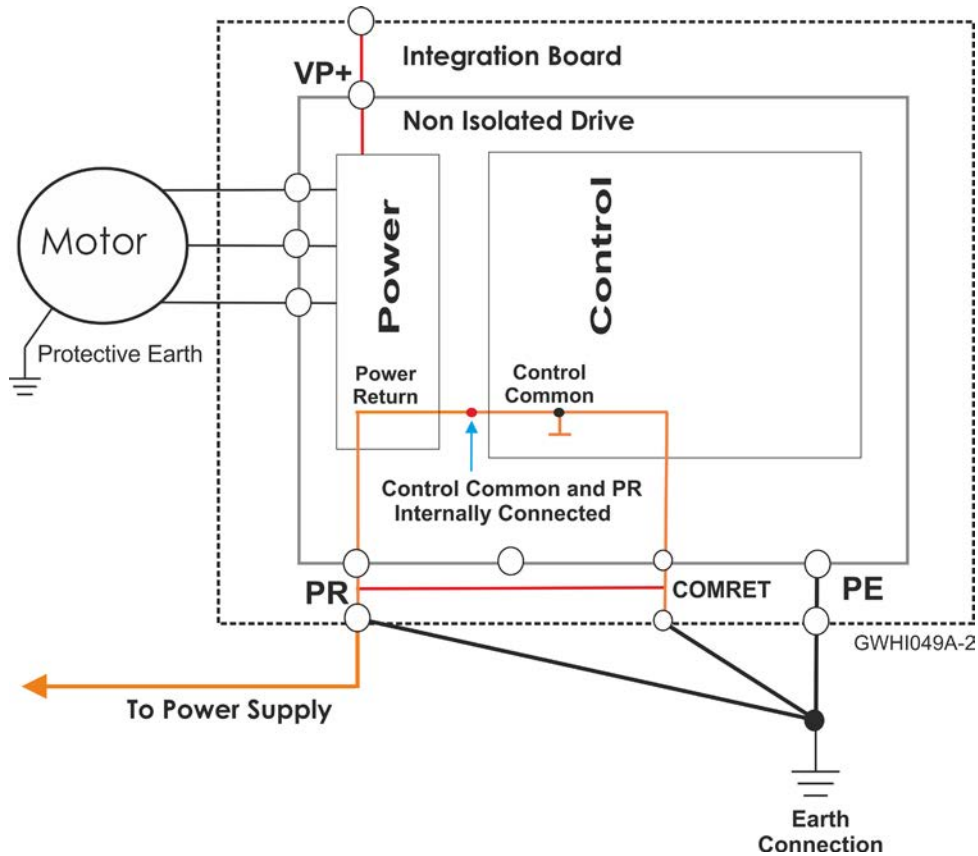 Integration Board
VP+
Non Isolated Drive
Motor
Power
Control
Protective Earth
Power
Return
Control
Common
Control Common and PR
Internally Connected
PR
COMRET
PE
GWHI049A-2
To Power Supply
Earth
Connection